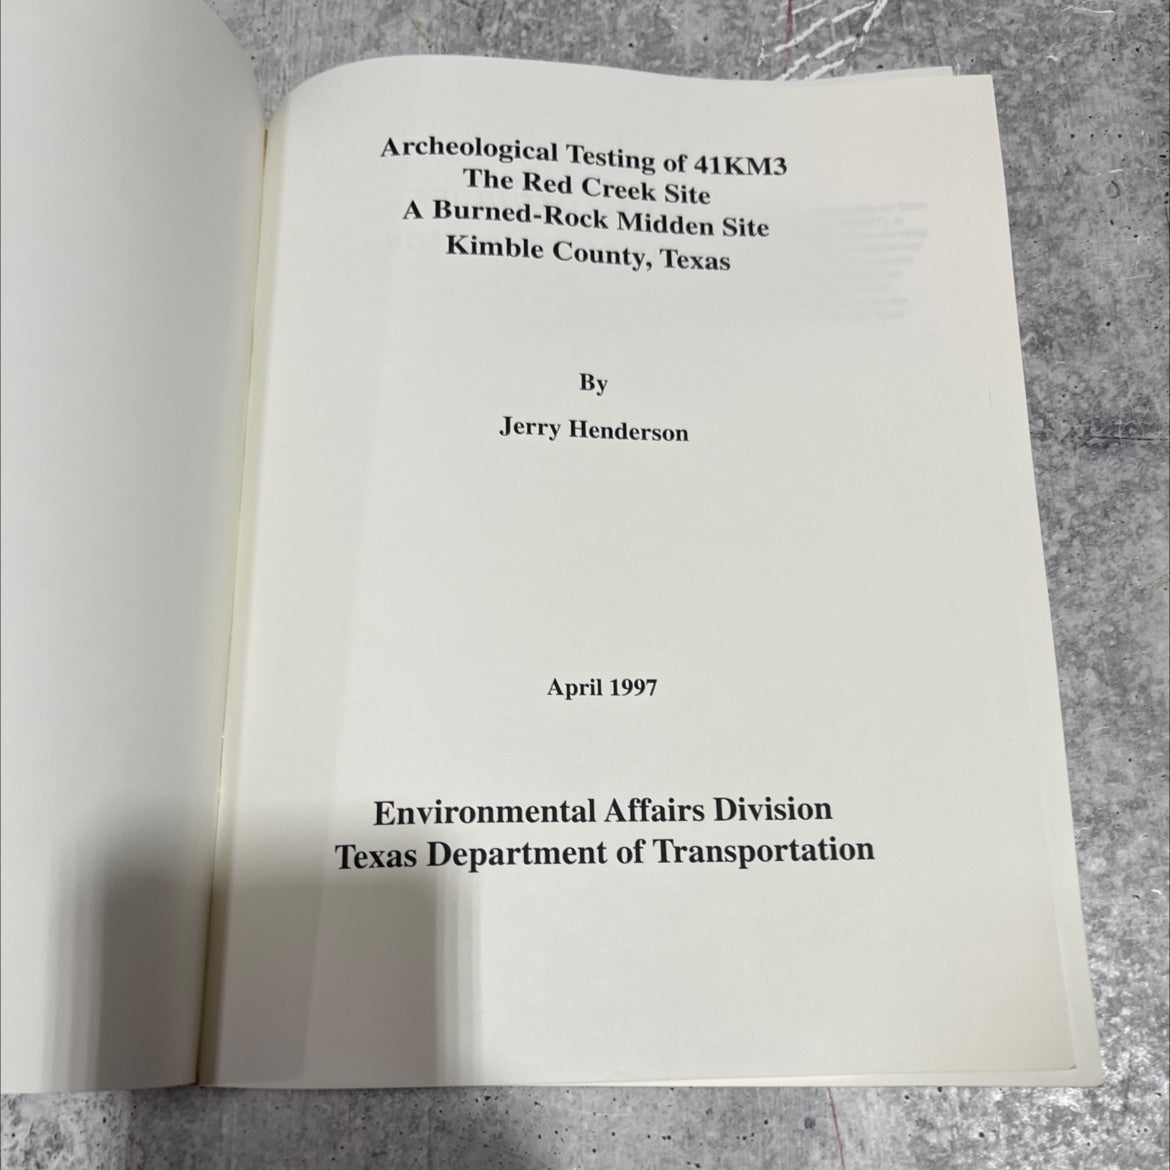 Archeological Testing of 41KM3
The Red Creek Site
A Burned-Rock Midden Site
Kimble County, Texas
By
Jerry Henderson
April 1997
Environmental Affairs Division
Texas Department of Transportation